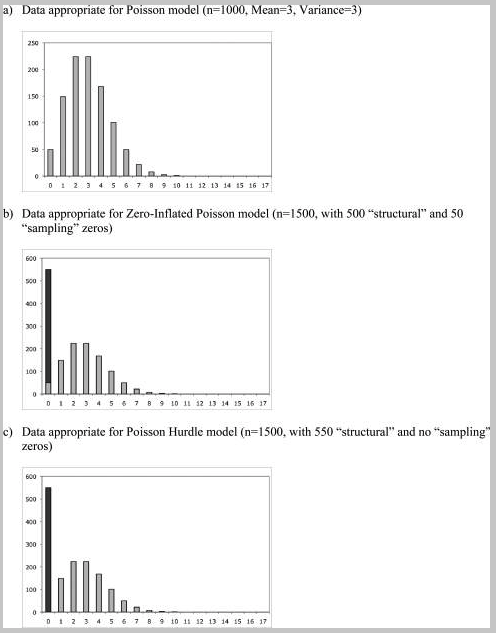 a) Data appropriate for Poisson model (n=1000, Mean=3, Variance=3)
250
200
150
100
50
0
0 1 2 3 4 5 6 7 8 9 10 11 12 13 14 15 16 17
b) Data appropriate for Zero-Inflated Poisson model (n=1500, with 500 “structural” and 50
“sampling” zeros)
600
500
400
300
200
100
0
0 1 2 3 4 5 6 7 8 9 10 11 12 13 14 15 16 17
c) Data appropriate for Poisson Hurdle model (n=1500, with 550 “structural” and no “sampling”
zeros)
600
500
400
300
200
100
0
0 1 2 3 4 5 6 7 8 9 10 11 12 13 14 15 16 17